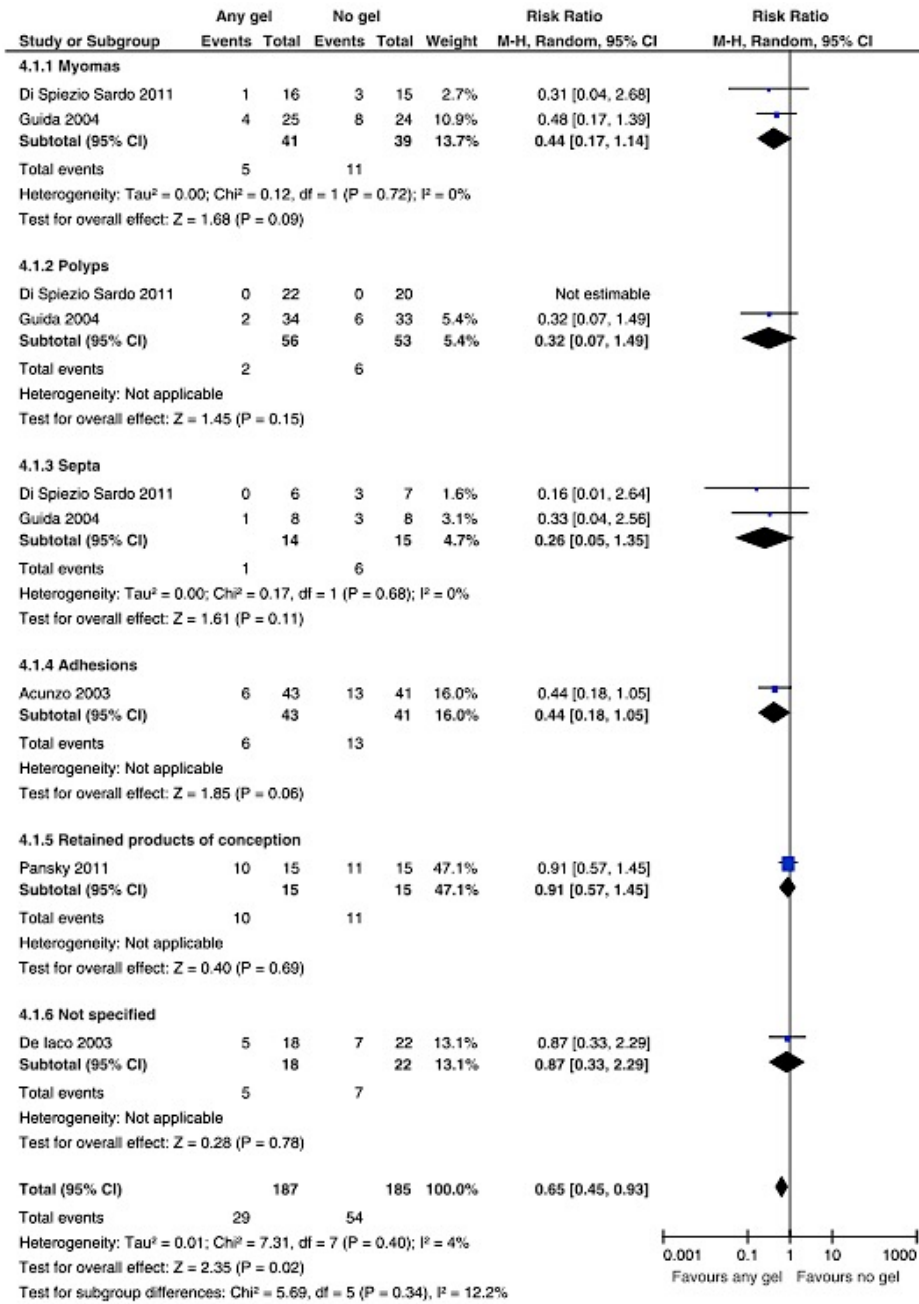 Any gel No gel Risk Ratio Risk Ratio
Study or Subgroup Events Total Events Total Weight M-H, Random, 95% CI M-H, Random, 95% CI
4.1.1 Myomas
Di Spiezio Sardo 2011 1 16 3 15 2.7% 0.31 [0.04, 2.68]
Guida 2004 4 25 8 24 10.9% 0.48 [0.17, 1.39]
Subtotal (95% CI) 41 39 13.7% 0.44 [0.17, 1.14]
Total events 5 11
Heterogeneity: Tau² = 0.00; Chi² = 0.12, df = 1 (P = 0.72); I² = 0%
Test for overall effect: Z = 1.68 (P = 0.09)
4.1.2 Polyps
Di Spiezio Sardo 2011 0 22 0 20 Not estimable
Guida 2004 2 34 6 33 5.4% 0.32 [0.07, 1.49]
Subtotal (95% CI) 56 53 5.4% 0.32 [0.07, 1.49]
Total events 2 6
Heterogeneity: Not applicable
Test for overall effect: Z = 1.45 (P = 0.15)
4.1.3 Septa
Di Spiezio Sardo 2011 0 6 3 7 1.6% 0.16 [0.01, 2.64]
Guida 2004 1 8 3 8 3.1% 0.33 [0.04, 2.56]
Subtotal (95% CI) 14 15 4.7% 0.26 [0.05, 1.35]
Total events 1 6
Heterogeneity: Tau² = 0.00; Chi² = 0.17, df = 1 (P = 0.68); I² = 0%
Test for overall effect: Z = 1.61 (P = 0.11)
4.1.4 Adhesions
Acunzo 2003 6 43 13 41 16.0% 0.44 [0.18, 1.05]
Subtotal (95% CI) 43 41 16.0% 0.44 [0.18, 1.05]
Total events 6 13
Heterogeneity: Not applicable
Test for overall effect: Z = 1.85 (P = 0.06)
4.1.5 Retained products of conception
Pansky 2011 10 15 11 15 47.1% 0.91 [0.57, 1.45]
Subtotal (95% CI) 15 15 47.1% 0.91 [0.57, 1.45]
Total events 10 11
Heterogeneity: Not applicable
Test for overall effect: Z = 0.40 (P = 0.69)
4.1.6 Not specified
De Iaco 2003 5 18 7 22 13.1% 0.87 [0.33, 2.29]
Subtotal (95% CI) 18 22 13.1% 0.87 [0.33, 2.29]
Total events 5 7
Heterogeneity: Not applicable
Test for overall effect: Z = 0.28 (P = 0.78)
Total (95% CI) 187 185 100.0% 0.65 [0.45, 0.93]
Total events 29 54
Heterogeneity: Tau² = 0.01; Chi² = 7.31, df = 7 (P = 0.40); I² = 4%
Test for overall effect: Z = 2.35 (P = 0.02)
Test for subgroup differences: Chi² = 5.69, df = 5 (P = 0.34), I² = 12.2%
0.001 0.1 1 10 1000
Favours any gel Favours no gel